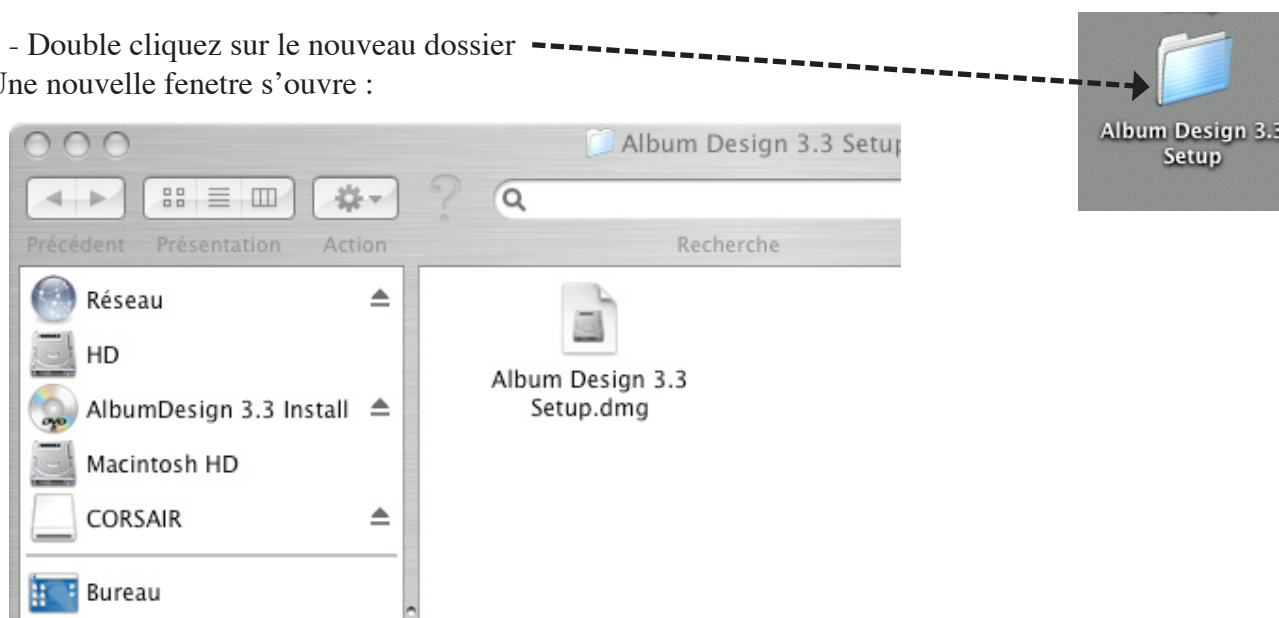 - Double cliquez sur le nouveau dossier
Une nouvelle fenetre s’ouvre :
Album Design 3.3
Setup
Album Design 3.3 Setup
Précédent Présentation Action
Recherche
Réseau
HD
AlbumDesign 3.3 Install
Macintosh HD
CORSAIR
Bureau
Album Design 3.3
Setup.dmg